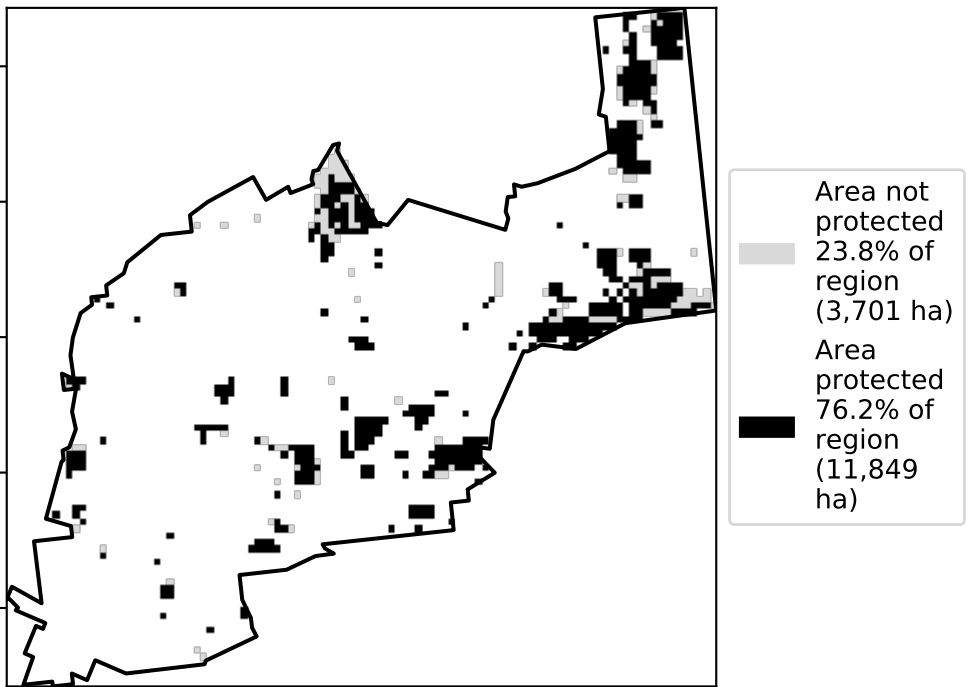 Area not
protected
23.8% of
region
(3,701 ha)
Area
protected
76.2% of
region
(11,849
ha)